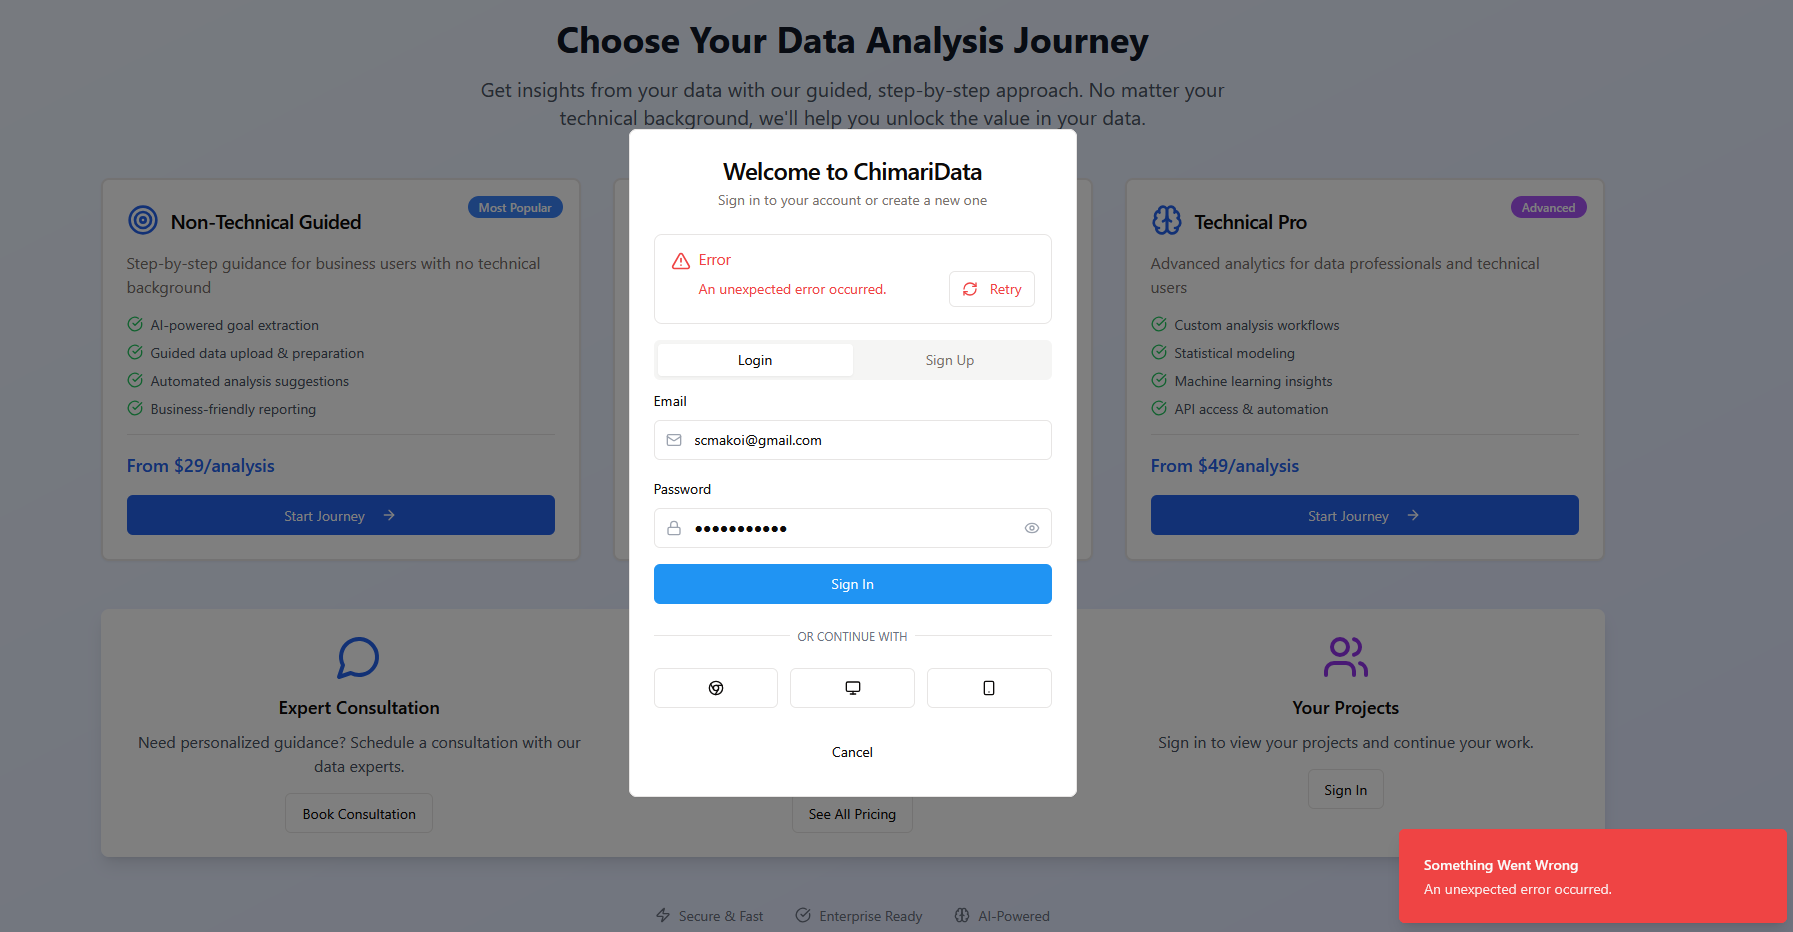 Choose Your Data Analysis Journey
Get insights from your data with our guided, step-by-step approach. No matter your
technical background, we'll help you unlock the value in your data.
Non-Technical Guided
Most Popular
Step-by-step guidance for business users with no technical
background
AI-powered goal extraction
Guided data upload & preparation
Automated analysis suggestions
Business-friendly reporting
From $29/analysis
Start Journey
Technical Pro
Advanced
Advanced analytics for data professionals and technical
users
Custom analysis workflows
Statistical modeling
Machine learning insights
API access & automation
From $49/analysis
Start Journey
Welcome to ChimariData
Sign in to your account or create a new one
Error
An unexpected error occurred.
Retry
Login
Sign Up
Email
scmakoi@gmail.com
Password
•••••••••••
Sign In
OR CONTINUE WITH
Cancel
Expert Consultation
Need personalized guidance? Schedule a consultation with our
data experts.
Book Consultation
See All Pricing
Your Projects
Sign in to view your projects and continue your work.
Sign In
Something Went Wrong
An unexpected error occurred.
Secure & Fast
Enterprise Ready
AI-Powered